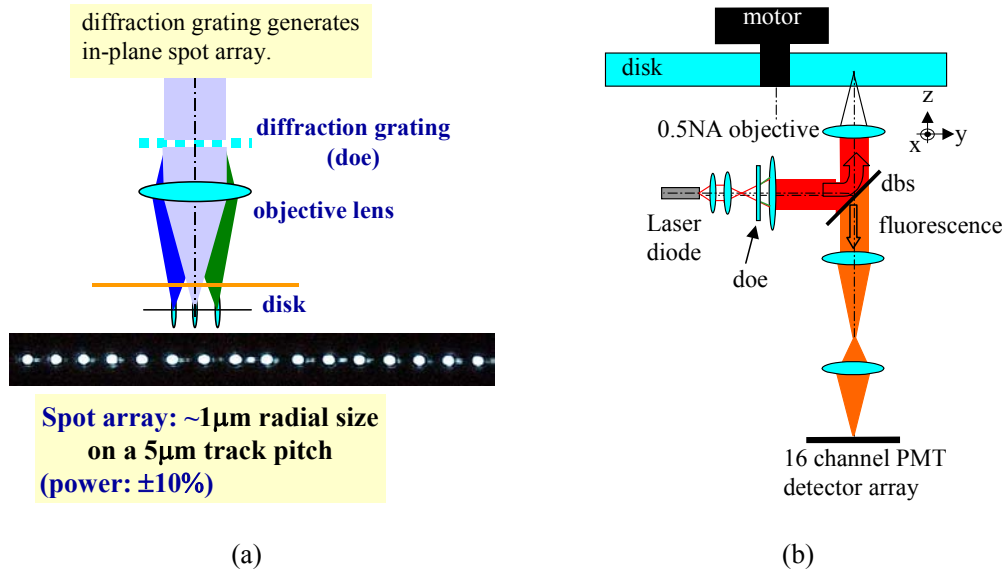 diffraction grating generates
in-plane spot array.
diffraction grating
(doe)
objective lens
disk
Spot array: ~1μm radial size
on a 5μm track pitch
(power: ±10%)
(a)
motor
disk
0.5NA objective
z
x
y
Laser
diode
doe
dbs
fluorescence
16 channel PMT
detector array
(b)